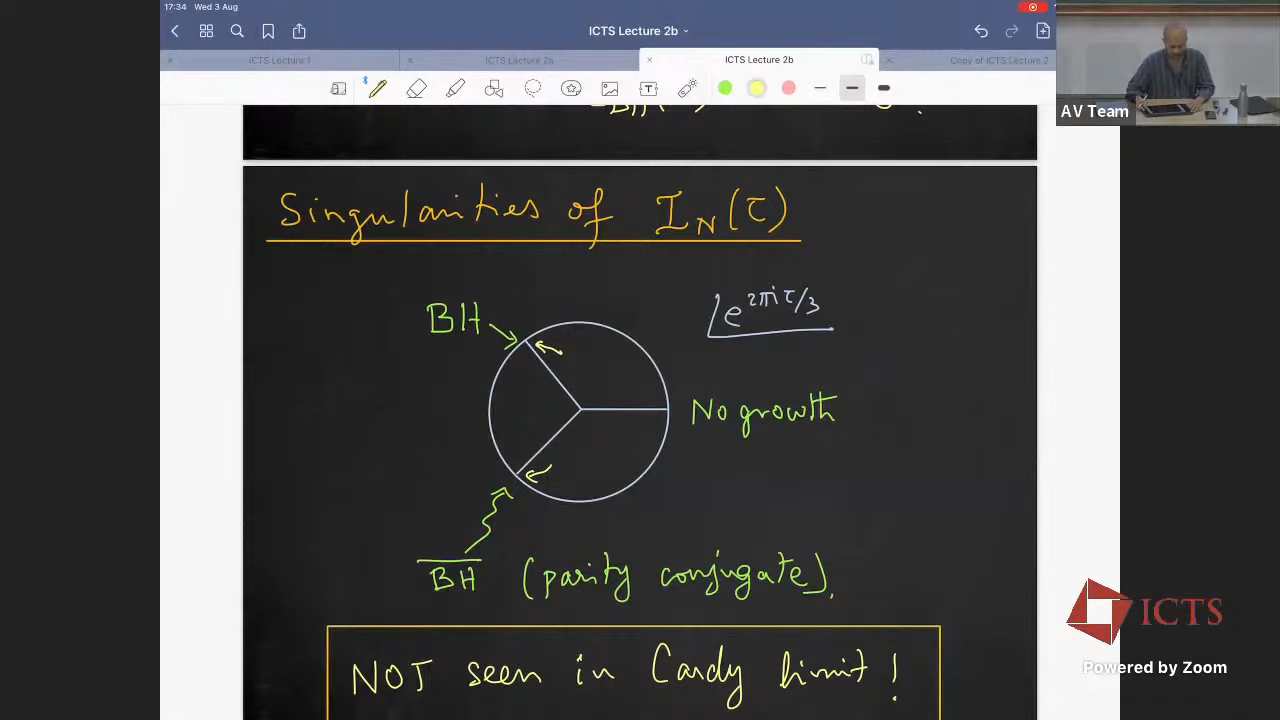 17:34 Wed 3 Aug
ICTS Lecture 2b
ICTS Lecture 1
ICTS Lecture 2a
ICTS Lecture 2b
Copy of ICTS Lecture 2
AV Team
Singularities of I_N(τ)
BH
e^{2πiτ/3}
No growth
B̅H̅ (parity conjugate).
NOT seen in Cardy limit!
ICTS
Powered by Zoom